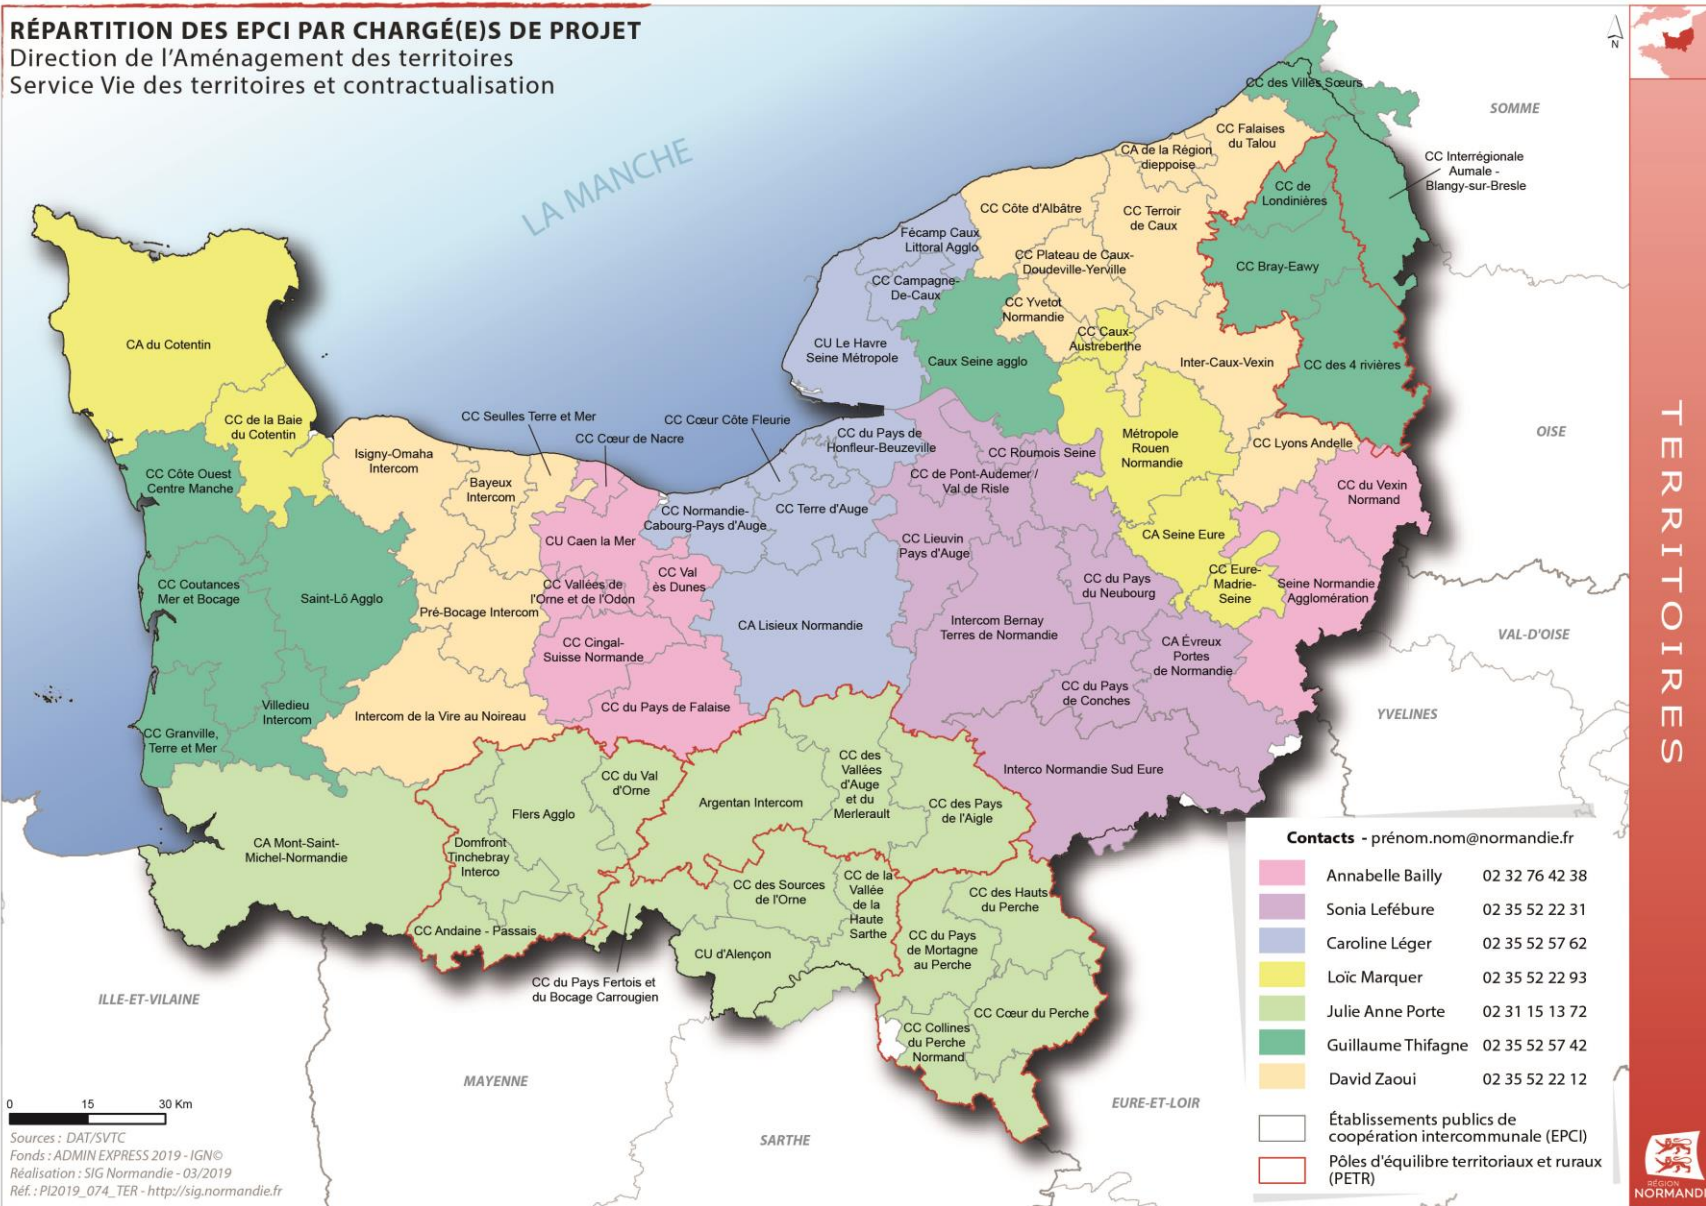 RÉPARTITION DES EPCI PAR CHARGÉ(E)S DE PROJET
Direction de l'Aménagement des territoires
Service Vie des territoires et contractualisation
N
LA MANCHE
SOMME
OISE
VAL-D'OISE
YVELINES
EURE-ET-LOIR
SARTHE
MAYENNE
ILLE-ET-VILAINE
CC des Villes Sœurs
CC Falaises
du Talou
CA de la Région
dieppoise
CC Interrégionale
Aumale -
Blangy-sur-Bresle
CC de
Londinières
CC Côte d'Albâtre
CC Terroir
de Caux
Fécamp Caux
Littoral Agglo
CC Plateau de Caux-
Doudeville-Yerville
CC Bray-Eawy
CC Campagne-
De-Caux
CC Yvetot
Normandie
CC Caux-
Austreberthe
CU Le Havre
Seine Métropole
Caux Seine agglo
Inter-Caux-Vexin
CC des 4 rivières
CA du Cotentin
CC de la Baie
du Cotentin
CC Seulles Terre et Mer
CC Cœur de Nacre
CC Cœur Côte Fleurie
CC du Pays de
Honfleur-Beuzeville
CC Roumois Seine
Métropole
Rouen
Normandie
CC Lyons Andelle
Isigny-Omaha
Intercom
Bayeux
Intercom
CC Côte Ouest
Centre Manche
CC de Pont-Audemer /
Val de Risle
CC du Vexin
Normand
CC Normandie-
Cabourg-Pays d'Auge
CC Terre d'Auge
CU Caen la Mer
CC Lieuvin
Pays d'Auge
CA Seine Eure
CC Coutances
Mer et Bocage
Saint-Lô Agglo
CC Vallées de
l'Orne et de l'Odon
CC Val
ès Dunes
CC du Pays
du Neubourg
CC Eure-
Madrie-
Seine
Seine Normandie
Agglomération
Pré-Bocage Intercom
CA Lisieux Normandie
Intercom Bernay
Terres de Normandie
CC Cingal-
Suisse Normande
CA Évreux
Portes
de Normandie
CC du Pays
de Conches
Villedieu
Intercom
Intercom de la Vire au Noireau
CC du Pays de Falaise
CC Granville,
Terre et Mer
Interco Normandie Sud Eure
CC du Val
d'Orne
Flers Agglo
Argentan Intercom
CC des
Vallées
d'Auge
et du
Merlerault
CC des Pays
de l'Aigle
CA Mont-Saint-
Michel-Normandie
Domfront
Tinchebray
Interco
CC Andaine - Passais
CC des Sources
de l'Orne
CC de la
Vallée
de la
Haute
Sarthe
CC des Hauts
du Perche
CC du Pays
de Mortagne
au Perche
CU d'Alençon
CC du Pays Fertois et
du Bocage Carrougien
CC Cœur du Perche
CC Collines
du Perche
Normand
Contacts - prénom.nom@normandie.fr
Annabelle Bailly 02 32 76 42 38
Sonia Lefébure 02 35 52 22 31
Caroline Léger 02 35 52 57 62
Loïc Marquer 02 35 52 22 93
Julie Anne Porte 02 31 15 13 72
Guillaume Thifagne 02 35 52 57 42
David Zaoui 02 35 52 22 12
Établissements publics de
coopération intercommunale (EPCI)
Pôles d'équilibre territoriaux et ruraux
(PETR)
0 15 30 Km
Sources : DAT/SVTC
Fonds : ADMIN EXPRESS 2019 - IGN©
Réalisation : SIG Normandie - 03/2019
Réf. : PI2019_074_TER - http://sig.normandie.fr
TERRITOIRES
RÉGION
NORMANDI